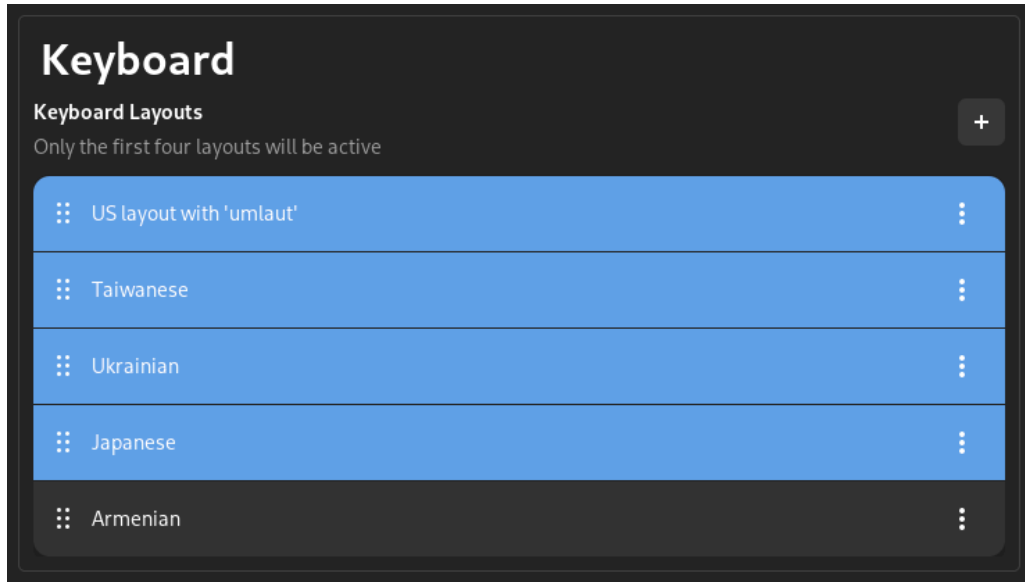 Keyboard
Keyboard Layouts
+
Only the first four layouts will be active
US layout with 'umlaut'
Taiwanese
Ukrainian
Japanese
Armenian